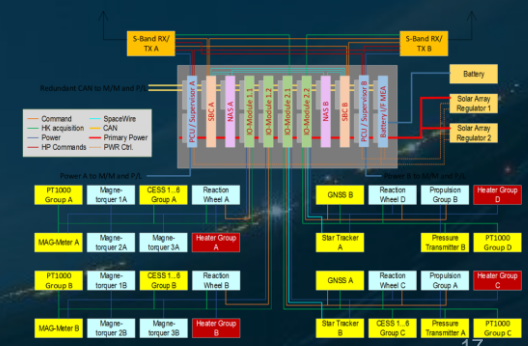 S-Band RX/
TX A
S-Band RX/
TX B
Redundant CAN to M/M and P/L
Command
HK acquisition
Power
HP Commands
SpaceWire
CAN
Primary Power
PWR Ctrl.
PCU / Supervisor A
SBC A
NAS A
IO-Module 1.1
IO-Module 1.2
IO-Module 2.1
IO-Module 2.2
NAS B
SBC B
PCU / Supervisor B
Battery I/F MEA
Battery
Solar Array
Regulator 1
Solar Array
Regulator 2
Power A to M/M and P/L
Power B to M/M and P/L
PT1000
Group A
Magne-
torquer 1A
CESS 1...6
Group A
Reaction
Wheel A
MAG-Meter A
Magne-
torquer 2A
Magne-
torquer 3A
Heater Group
A
PT1000
Group B
Magne-
torquer 1B
CESS 1...6
Group B
Reaction
Wheel B
MAG-Meter B
Magne-
torquer 2B
Magne-
torquer 3B
Heater Group
B
GNSS B
Reaction
Wheel D
Propulsion
Group B
Heater Group
D
Star Tracker
A
Pressure
Transmitter B
PT1000
Group D
GNSS A
Reaction
Wheel C
Propulsion
Group A
Heater Group
C
Star Tracker
B
CESS 1...6
Group C
Pressure
Transmitter A
PT1000
Group C
17